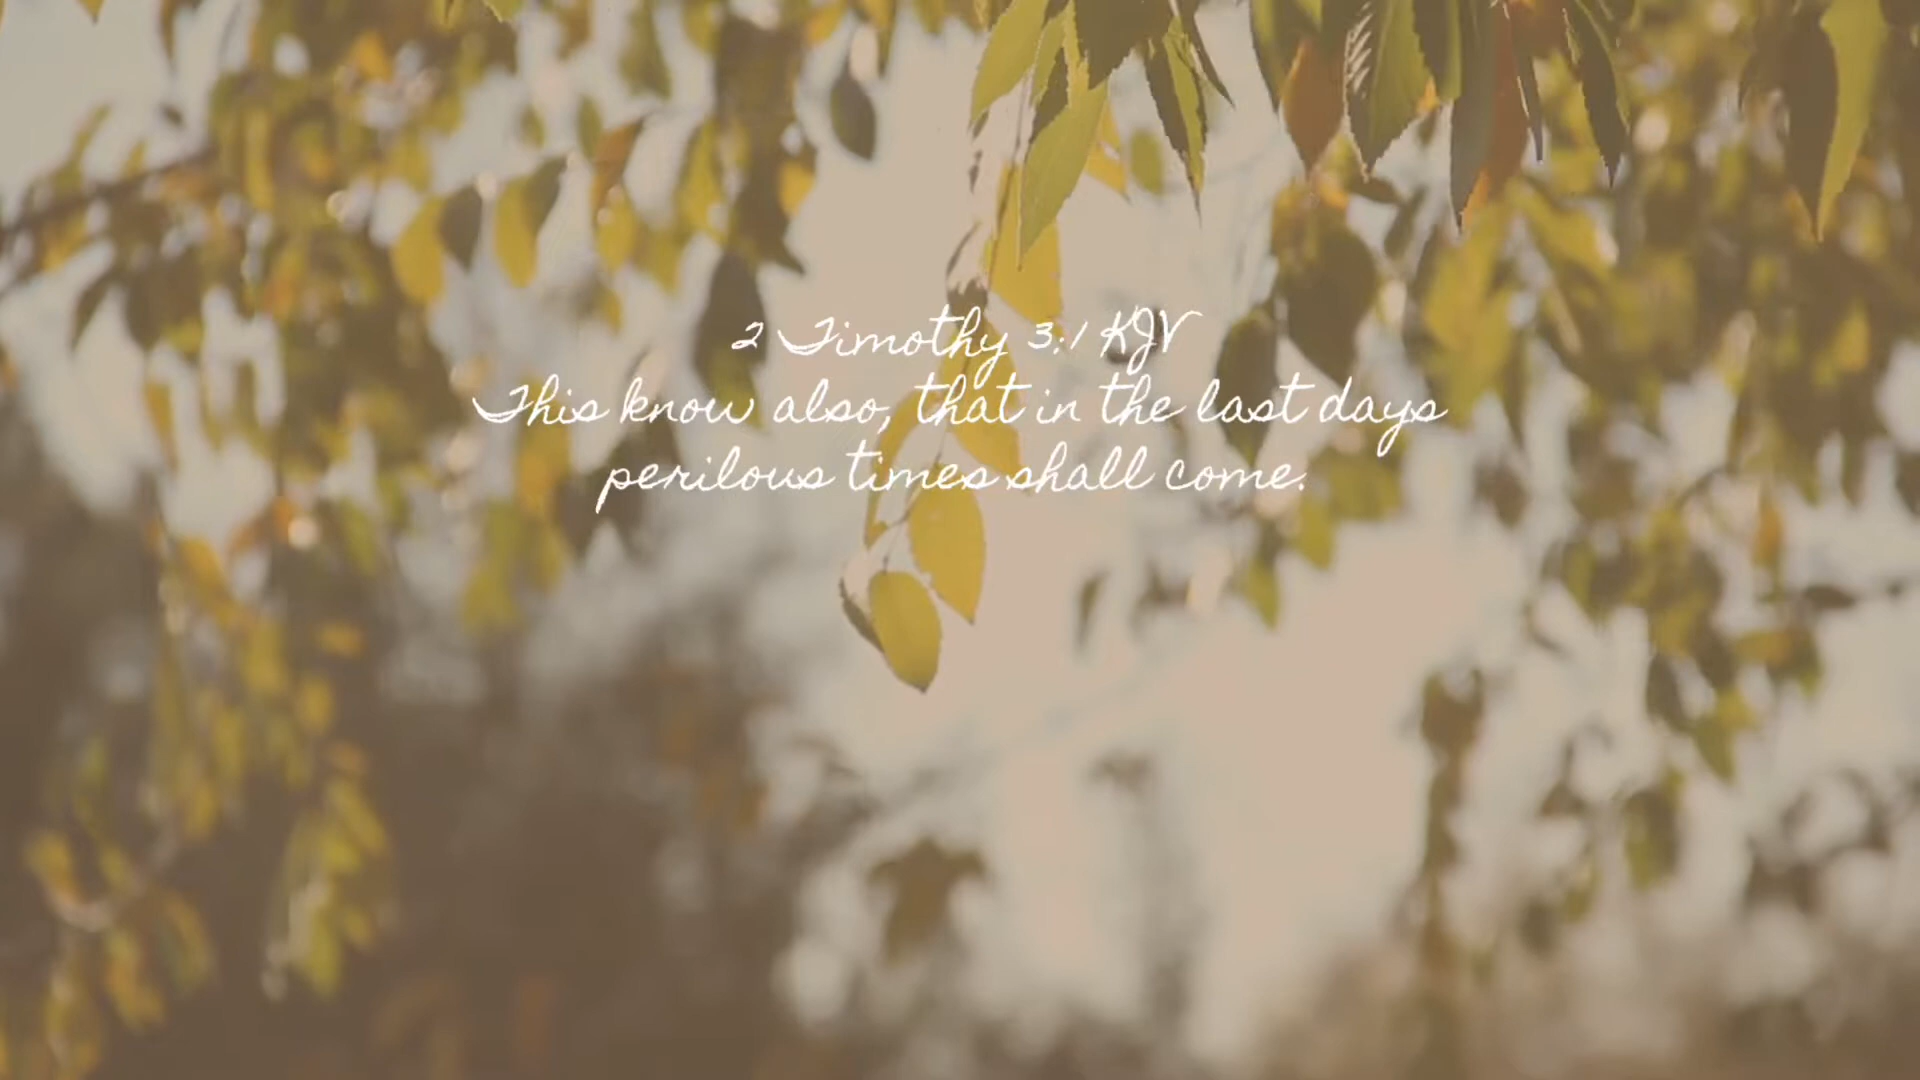 2 Timothy 3:1 KJV
This know also, that in the last days
perilous times shall come.